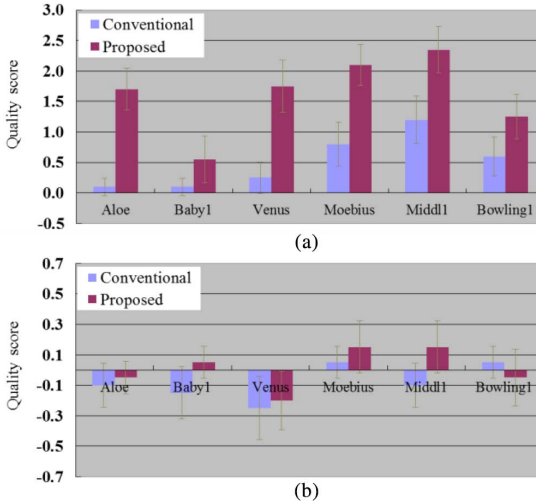 3.0
2.5
2.0
1.5
1.0
0.5
0.0
-0.5
Quality score
Conventional
Proposed
Aloe Baby1 Venus Moebius Middl1 Bowling1
(a)
0.7
0.5
0.3
0.1
-0.1
-0.3
-0.5
-0.7
Quality score
Conventional
Proposed
Aloe Baby1 Venus Moebius Middl1 Bowling1
(b)